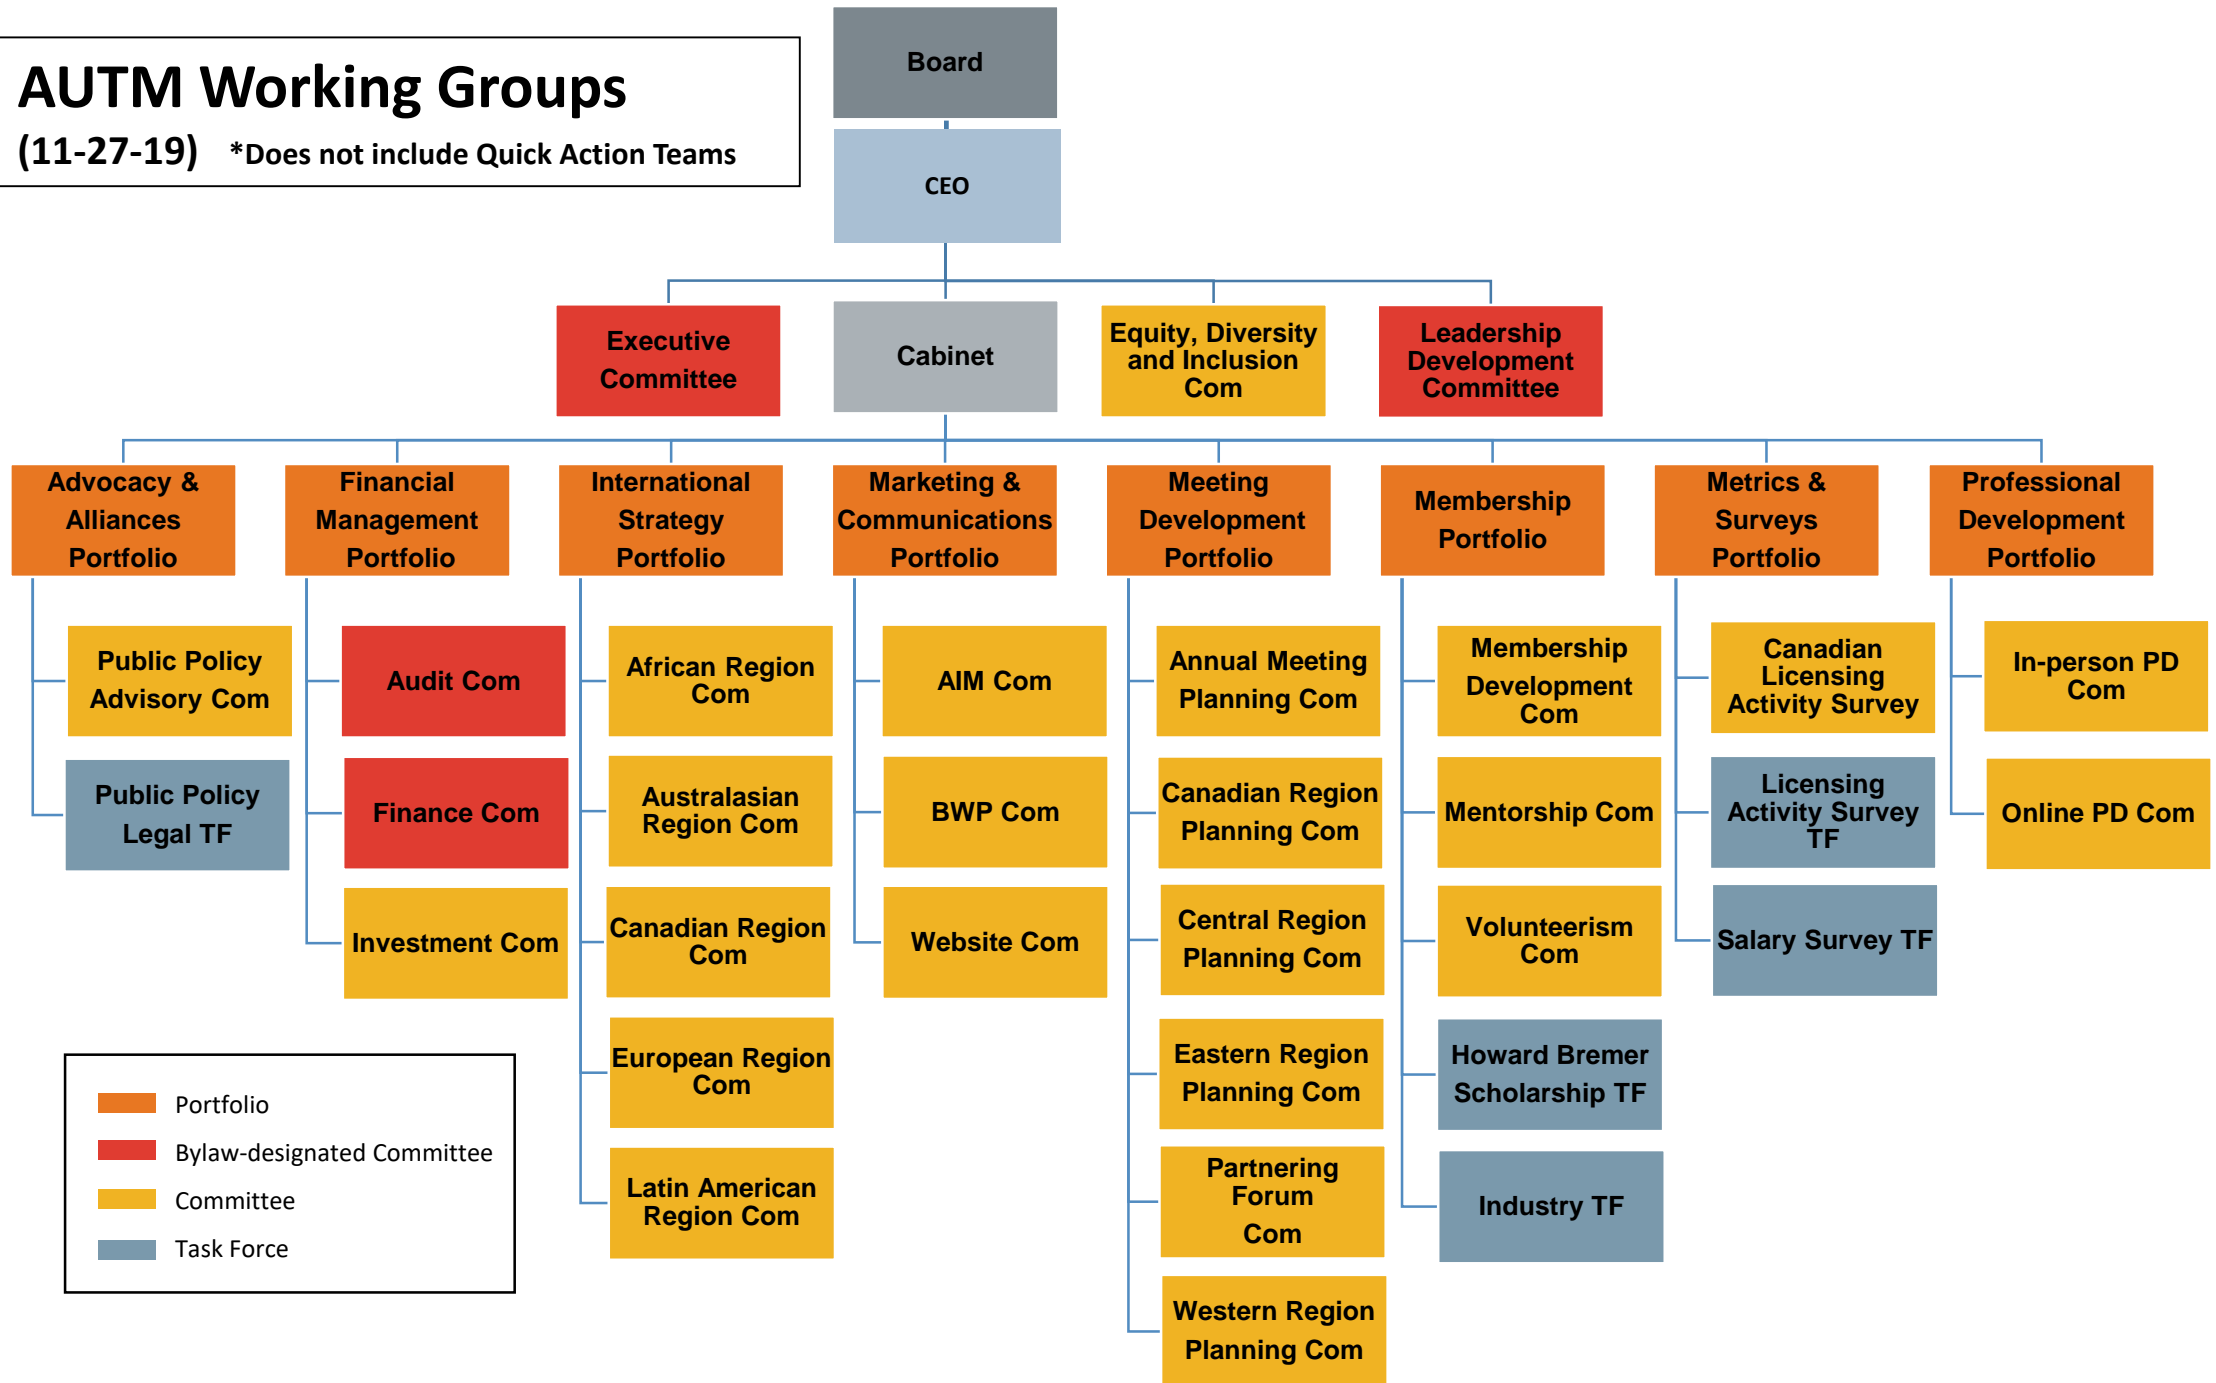 AUTM Working Groups
(11-27-19) *Does not include Quick Action Teams
Board
CEO
Executive
Committee
Cabinet
Equity, Diversity
and Inclusion
Com
Leadership
Development
Committee
Advocacy &
Alliances
Portfolio
Financial
Management
Portfolio
International
Strategy
Portfolio
Marketing &
Communications
Portfolio
Meeting
Development
Portfolio
Membership
Portfolio
Metrics &
Surveys
Portfolio
Professional
Development
Portfolio
Public Policy
Advisory Com
Public Policy
Legal TF
Audit Com
Finance Com
Investment Com
African Region
Com
Australasian
Region Com
Canadian Region
Com
European Region
Com
Latin American
Region Com
AIM Com
BWP Com
Website Com
Annual Meeting
Planning Com
Canadian Region
Planning Com
Central Region
Planning Com
Eastern Region
Planning Com
Partnering
Forum
Com
Western Region
Planning Com
Membership
Development
Com
Mentorship Com
Volunteerism
Com
Howard Bremer
Scholarship TF
Industry TF
Canadian
Licensing
Activity Survey
Licensing
Activity Survey
TF
Salary Survey TF
In-person PD
Com
Online PD Com
Portfolio
Bylaw-designated Committee
Committee
Task Force